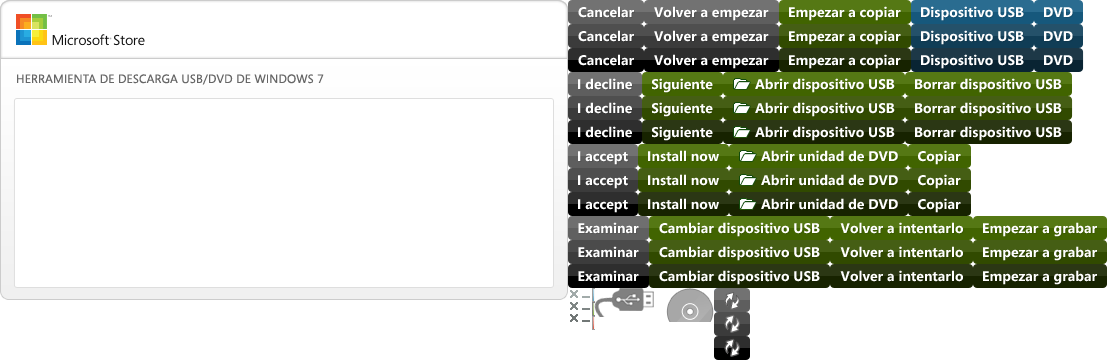 Microsoft Store
HERRAMIENTA DE DESCARGA USB/DVD DE WINDOWS 7
Cancelar Volver a empezar Empezar a copiar Dispositivo USB DVD
Cancelar Volver a empezar Empezar a copiar Dispositivo USB DVD
Cancelar Volver a empezar Empezar a copiar Dispositivo USB DVD
I decline Siguiente Abrir dispositivo USB Borrar dispositivo USB
I decline Siguiente Abrir dispositivo USB Borrar dispositivo USB
I decline Siguiente Abrir dispositivo USB Borrar dispositivo USB
I accept Install now Abrir unidad de DVD Copiar
I accept Install now Abrir unidad de DVD Copiar
I accept Install now Abrir unidad de DVD Copiar
Examinar Cambiar dispositivo USB Volver a intentarlo Empezar a grabar
Examinar Cambiar dispositivo USB Volver a intentarlo Empezar a grabar
Examinar Cambiar dispositivo USB Volver a intentarlo Empezar a grabar